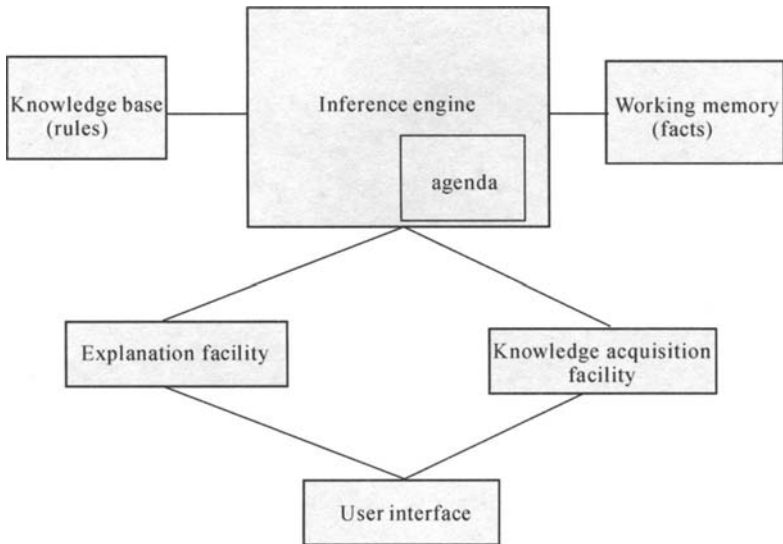 Knowledge base
(rules)
Inference engine
agenda
Working memory
(facts)
Explanation facility
Knowledge acquisition
facility
User interface